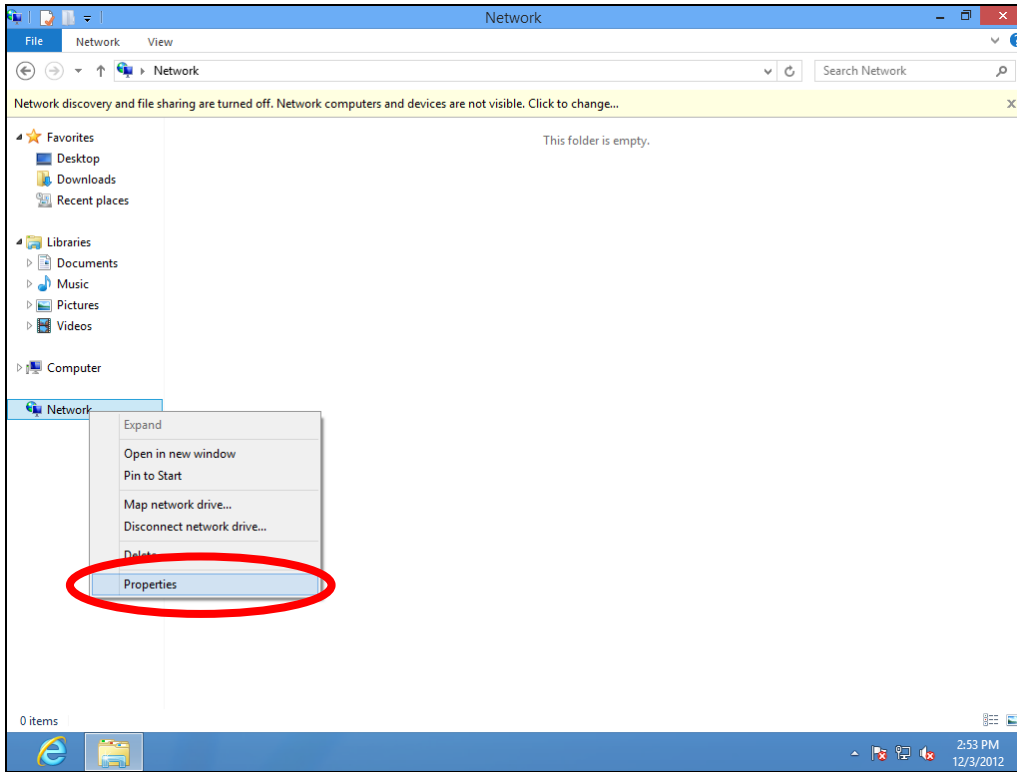 Network
File Network View
Network
Search Network
Network discovery and file sharing are turned off. Network computers and devices are not visible. Click to change...
Favorites
This folder is empty.
Desktop
Downloads
Recent places
Libraries
Documents
Music
Pictures
Videos
Computer
Network
Expand
Open in new window
Pin to Start
Map network drive...
Disconnect network drive...
Delete
Properties
0 items
2:53 PM
12/3/2012